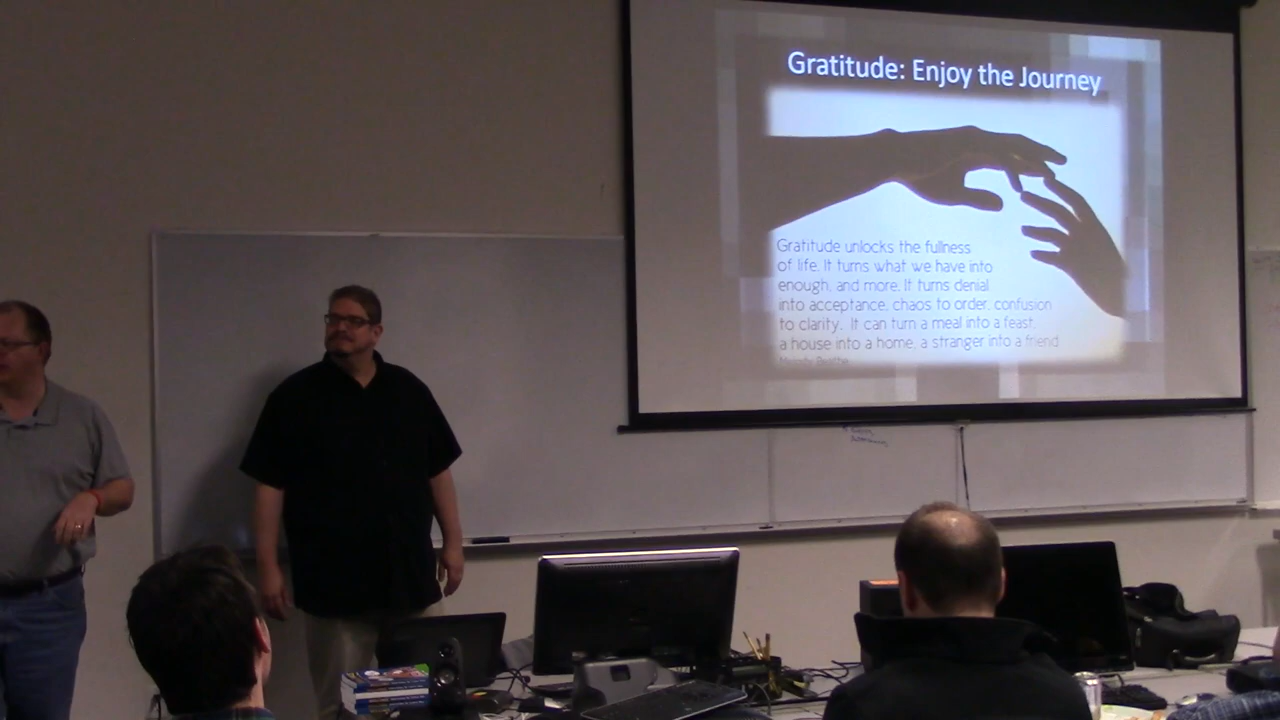 Gratitude: Enjoy the Journey
Gratitude unlocks the fullness
of life. It turns what we have into
enough, and more. It turns denial
into acceptance, chaos to order, confusion
to clarity. It can turn a meal into a feast,
a house into a home, a stranger into a friend